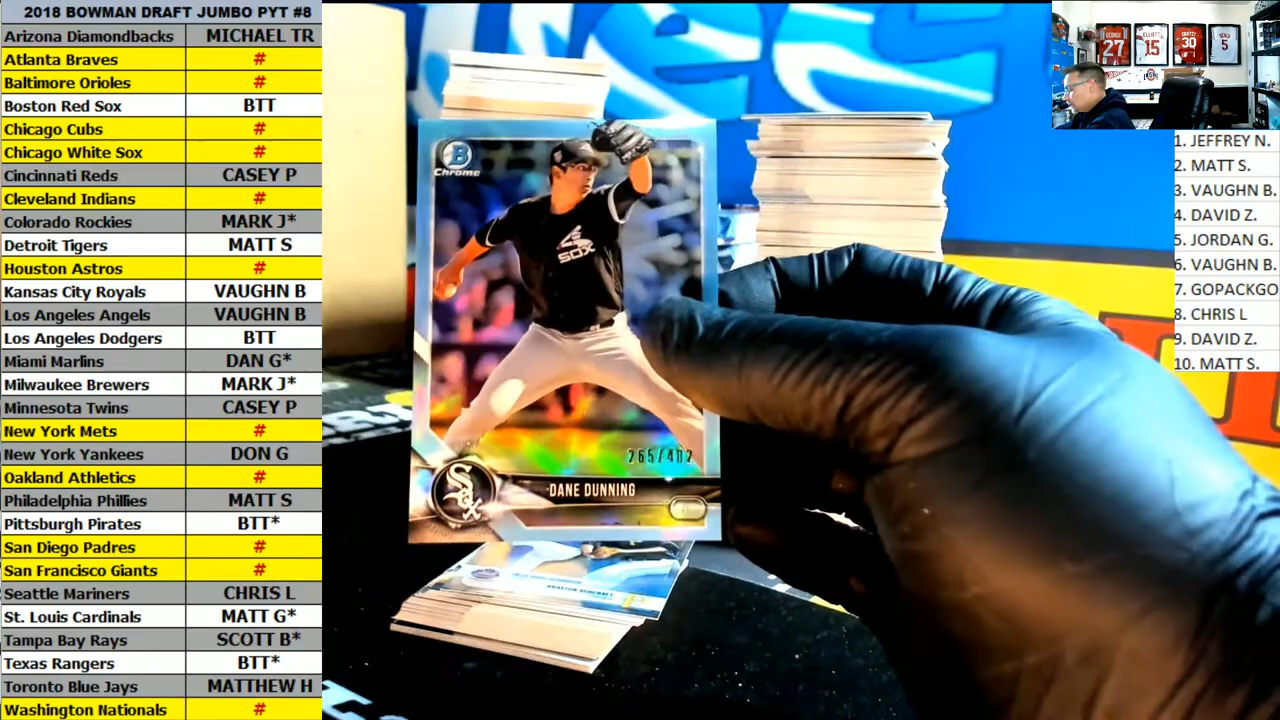 2018 BOWMAN DRAFT JUMBO PYT #8
Arizona Diamondbacks MICHAEL TR
Atlanta Braves #
Baltimore Orioles #
Boston Red Sox BTT
Chicago Cubs #
Chicago White Sox #
Cincinnati Reds CASEY P
Cleveland Indians #
Colorado Rockies MARK J*
Detroit Tigers MATT S
Houston Astros #
Kansas City Royals VAUGHN B
Los Angeles Angels VAUGHN B
Los Angeles Dodgers BTT
Miami Marlins DAN G*
Milwaukee Brewers MARK J*
Minnesota Twins CASEY P
New York Mets #
New York Yankees DON G
Oakland Athletics #
Philadelphia Phillies MATT S
Pittsburgh Pirates BTT*
San Diego Padres #
San Francisco Giants #
Seattle Mariners CHRIS L
St. Louis Cardinals MATT G*
Tampa Bay Rays SCOTT B*
Texas Rangers BTT*
Toronto Blue Jays MATTHEW H
Washington Nationals #
B
Chrome
SOX
265/402
Sox
DANE DUNNING
27
15
30
5
1. JEFFREY N.
2. MATT S.
3. VAUGHN B.
4. DAVID Z.
5. JORDAN G.
6. VAUGHN B.
7. GOPACKGO
8. CHRIS L
9. DAVID Z.
10. MATT S.